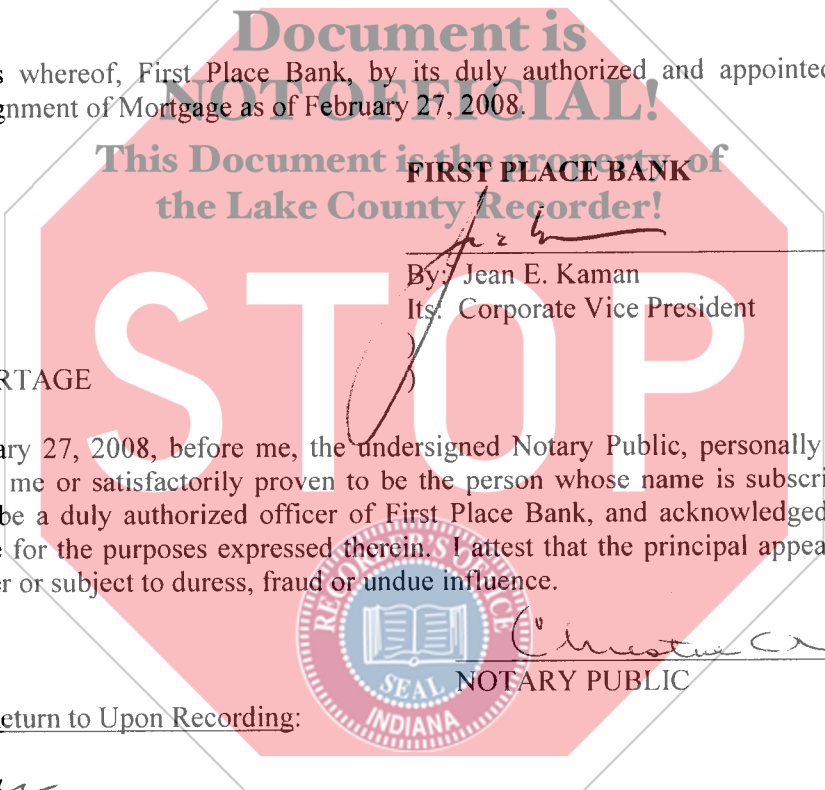 Document is
s whereof, First Place Bank, by its duly authorized and appointed
gnment of Mortgage as of February 27, 2008.
NOT OFFICIAL!
This Document is the property of
FIRST PLACE BANK
the Lake County Recorder!
By: Jean E. Kaman
Its: Corporate Vice President
)
RTAGE )
STOP
ary 27, 2008, before me, the undersigned Notary Public, personally
me or satisfactorily proven to be the person whose name is subscri
be a duly authorized officer of First Place Bank, and acknowledged
e for the purposes expressed therein. I attest that the principal appea
er or subject to duress, fraud or undue influence.
RECORDER'S OFFICE
SEAL
INDIANA
NOTARY PUBLIC
eturn to Upon Recording: